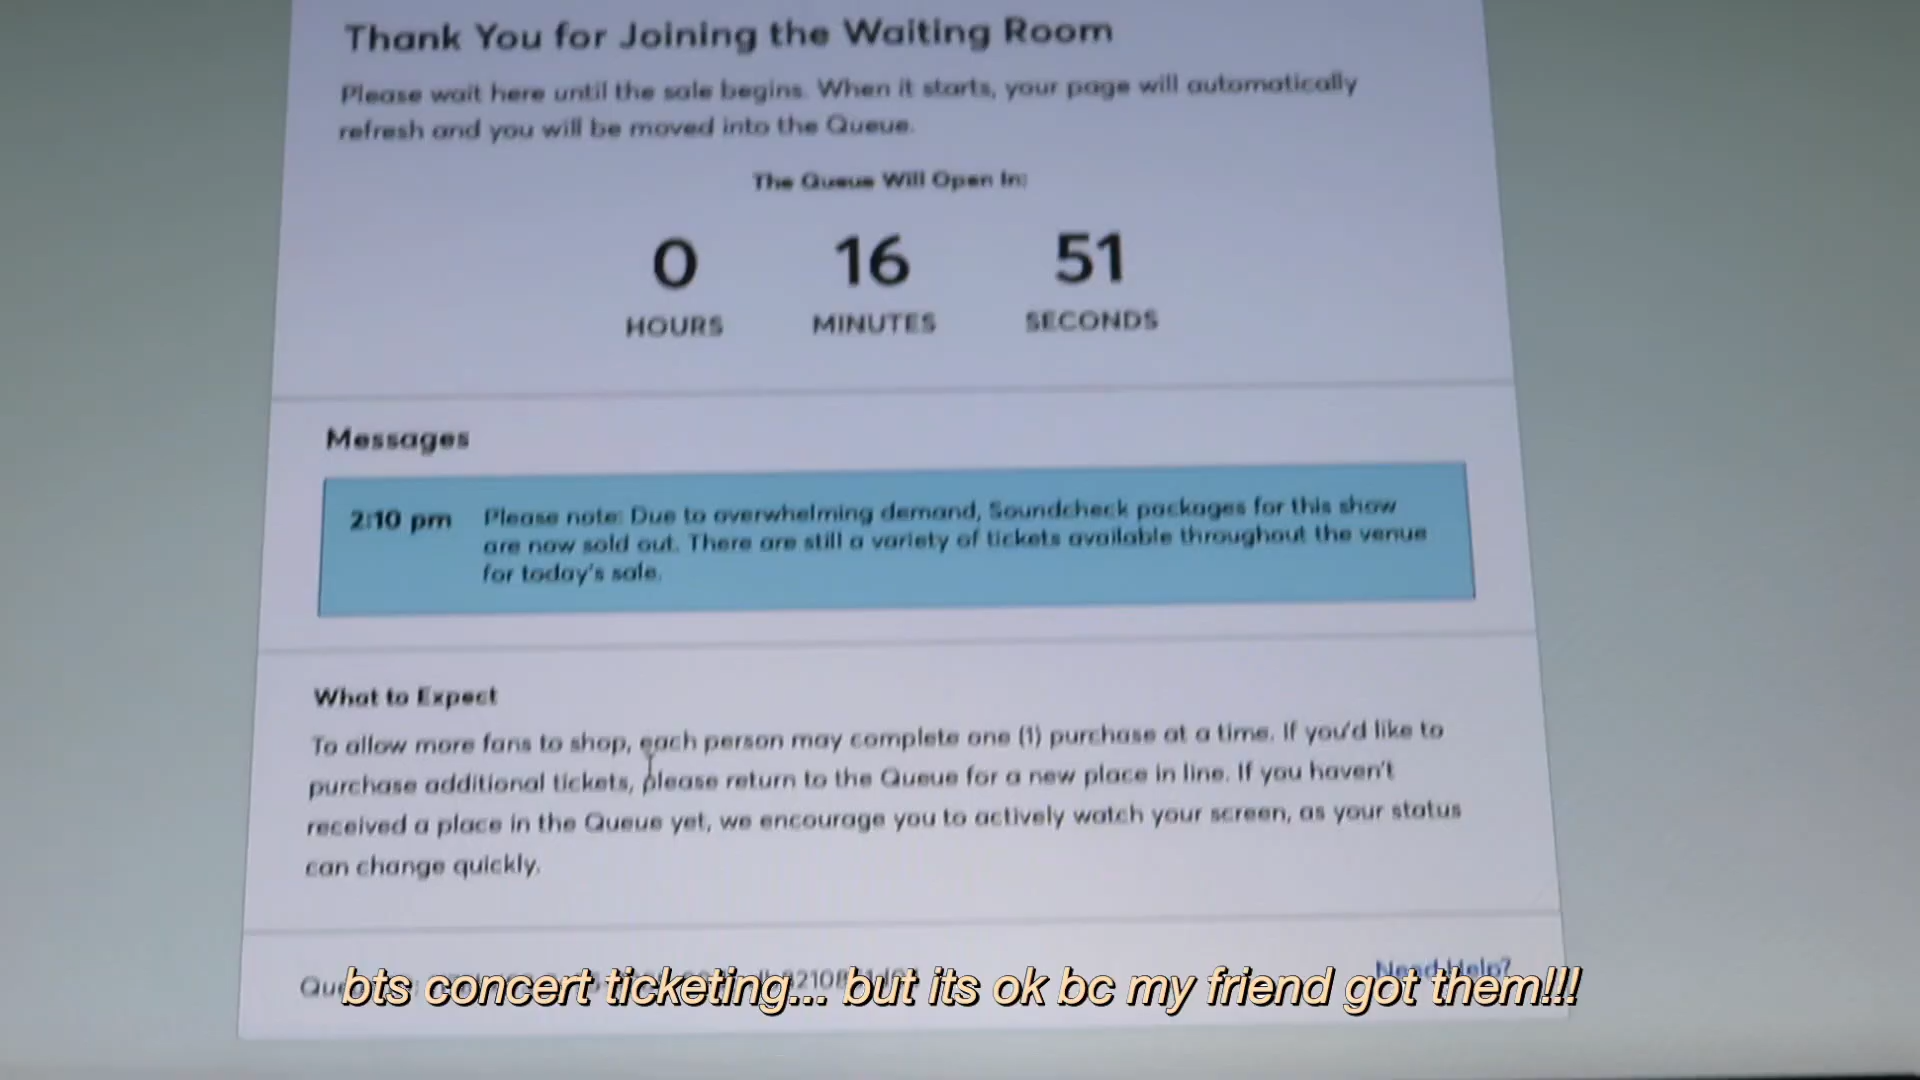 Thank You for Joining the Waiting Room
Please wait here until the sale begins. When it starts, your page will automatically
refresh and you will be moved into the Queue.
The Queue Will Open In:
0 16 51
HOURS MINUTES SECONDS
Messages
2:10 pm Please note: Due to overwhelming demand, Soundcheck packages for this show
are now sold out. There are still a variety of tickets available throughout the venue
for today's sale.
What to Expect
To allow more fans to shop, each person may complete one (1) purchase at a time. If you'd like to
purchase additional tickets, please return to the Queue for a new place in line. If you haven't
received a place in the Queue yet, we encourage you to actively watch your screen, as your status
can change quickly.
Need Help?
bts concert ticketing... but its ok bc my friend got them!!!